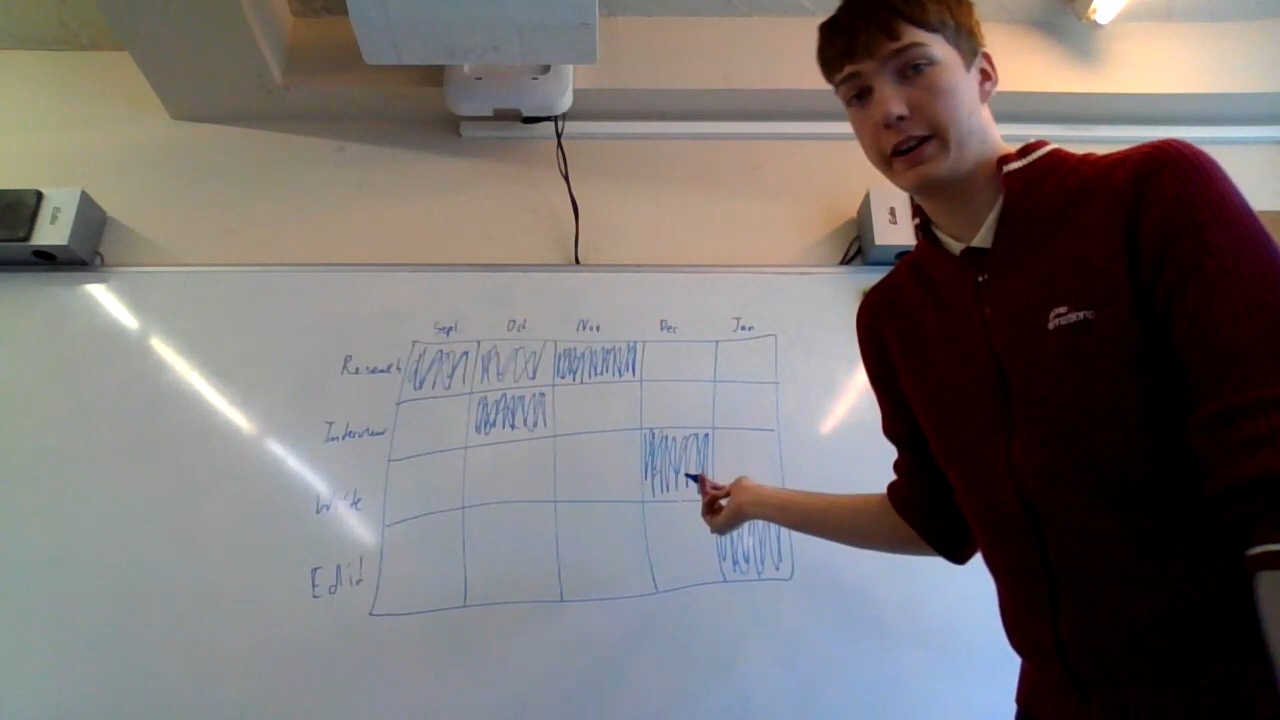 Sept Oct Nov Dec Jan
Research
Interview
Write
Edit